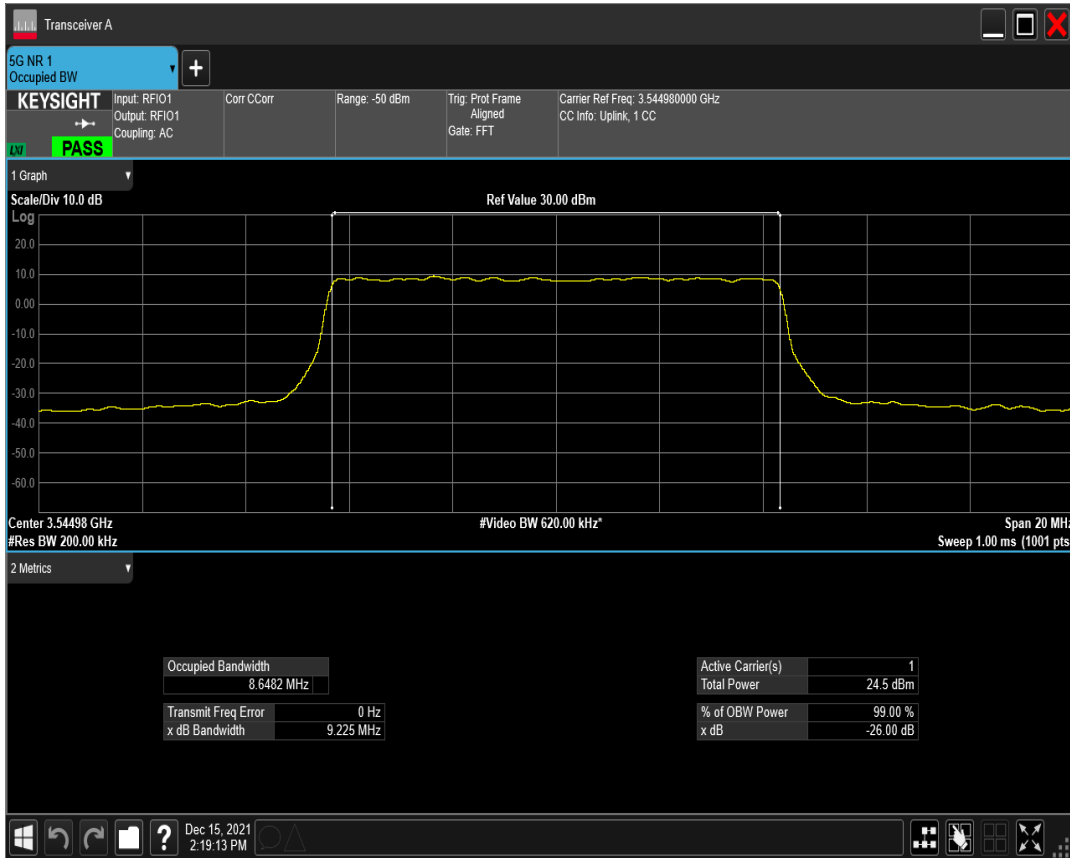 Transceiver A
5G NR 1
Occupied BW
KEYSIGHT
LXI
PASS
Input: RFIO1
Output: RFIO1
Coupling: AC
Corr CCorr
Range: -50 dBm
Trig: Prot Frame
Aligned
Gate: FFT
Carrier Ref Freq: 3.544980000 GHz
CC Info: Uplink, 1 CC
1 Graph
Scale/Div 10.0 dB
Ref Value 30.00 dBm
Log
20.0
10.0
0.00
-10.0
-20.0
-30.0
-40.0
-50.0
-60.0
Center 3.54498 GHz
#Video BW 620.00 kHz*
Span 20 MHz
#Res BW 200.00 kHz
Sweep 1.00 ms (1001 pts
2 Metrics
Occupied Bandwidth
8.6482 MHz
Transmit Freq Error 0 Hz
x dB Bandwidth 9.225 MHz
Active Carrier(s) 1
Total Power 24.5 dBm
% of OBW Power 99.00 %
x dB -26.00 dB
?
Dec 15, 2021
2:19:13 PM